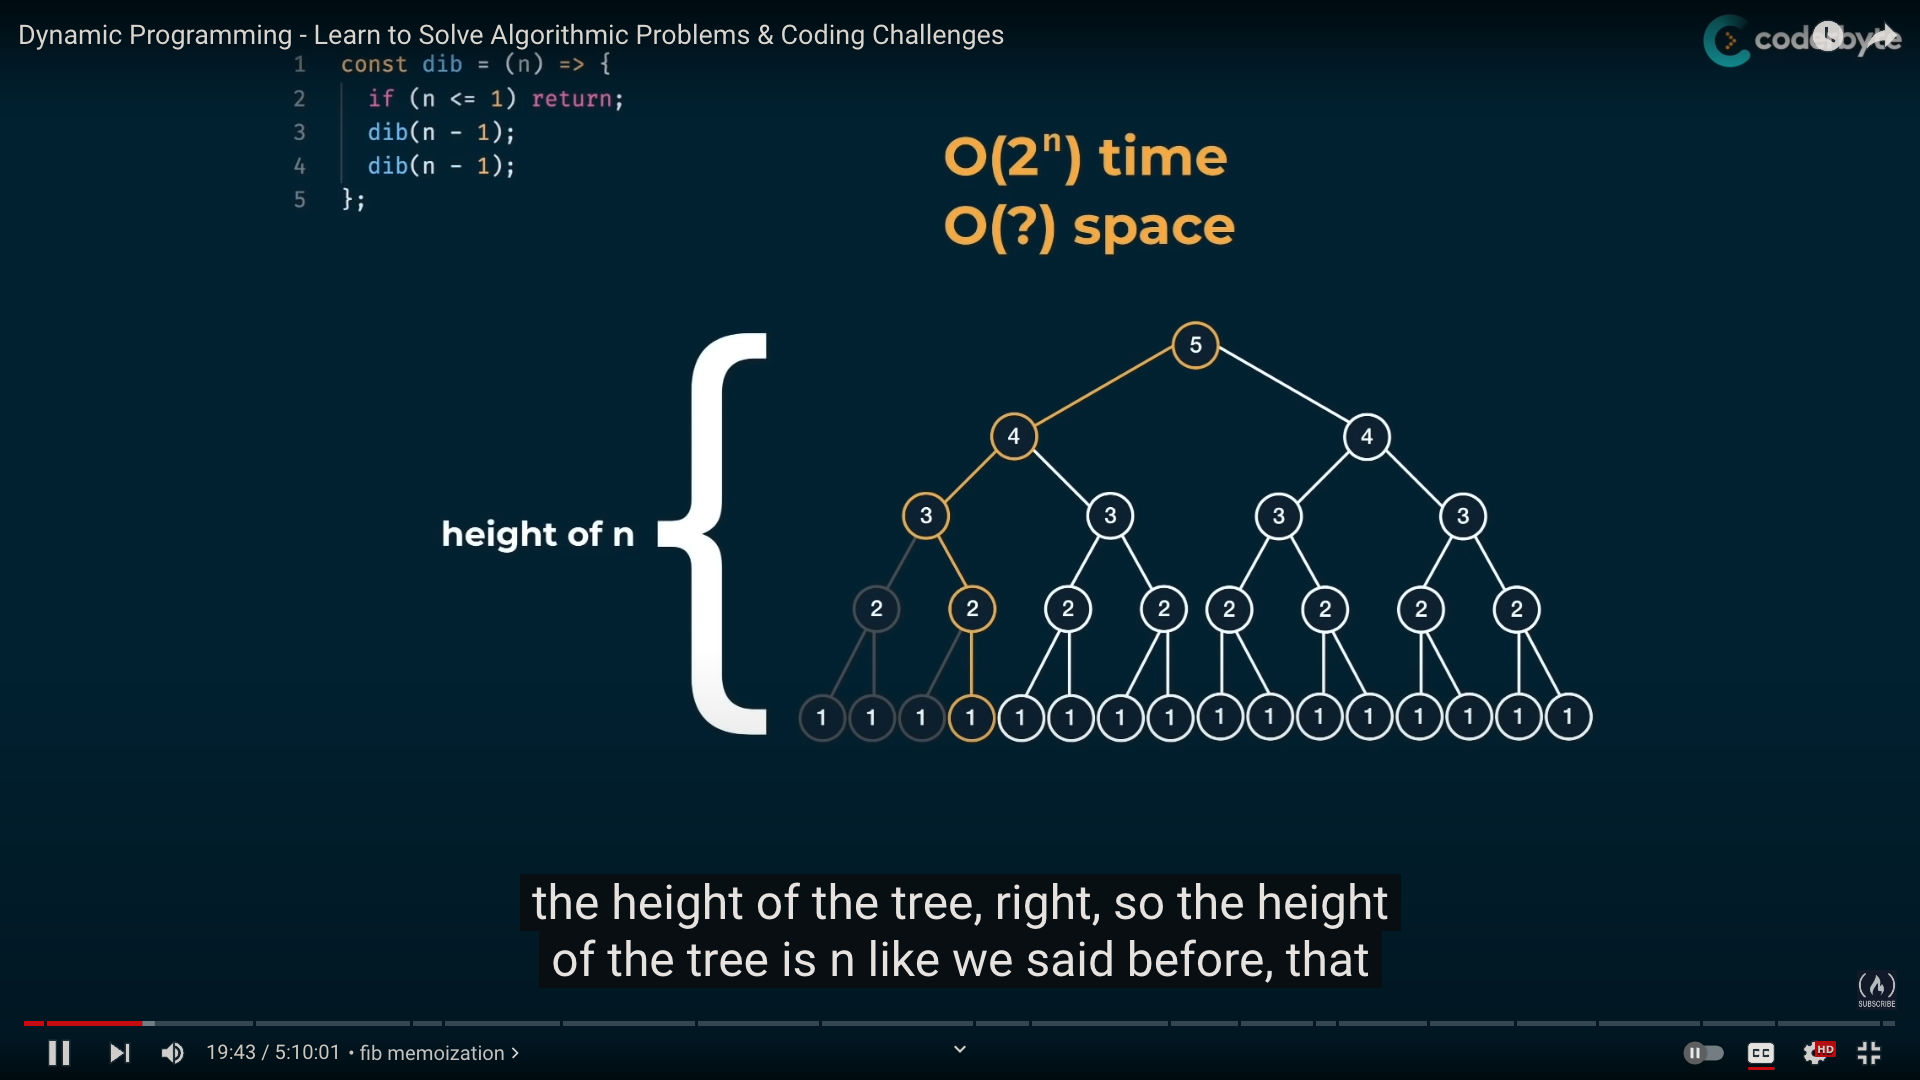 Dynamic Programming - Learn to Solve Algorithmic Problems & Coding Challenges
coderbyte
1 const dib = (n) => {
2 if (n <= 1) return;
3 dib(n - 1);
4 dib(n - 1);
5 };
O(2ⁿ) time
O(?) space
5
4 4
3 3 3 3
height of n
2 2 2 2 2 2 2 2
1 1 1 1 1 1 1 1 1 1 1 1 1 1 1 1
the height of the tree, right, so the height
of the tree is n like we said before, that
SUBSCRIBE
19:43 / 5:10:01 • fib memoization >
CC
HD